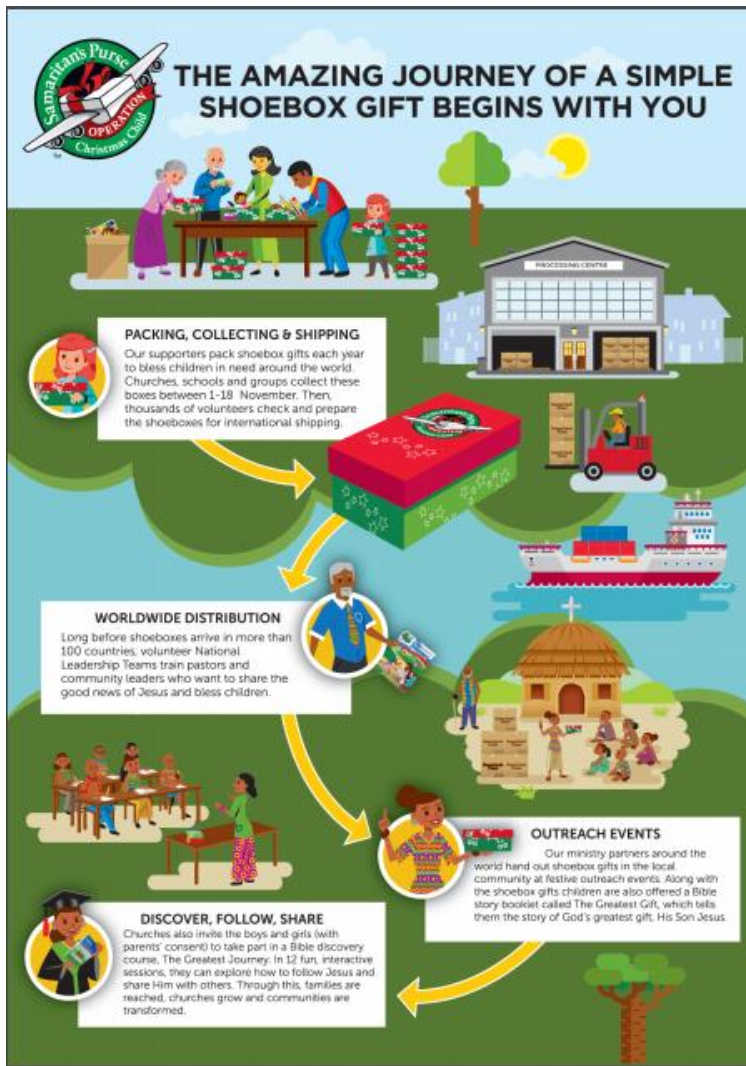 Samaritan's Purse
OPERATION
Christmas Child
THE AMAZING JOURNEY OF A SIMPLE
SHOEBOX GIFT BEGINS WITH YOU
PROCESSING CENTRE
PACKING, COLLECTING & SHIPPING
Our supporters pack shoebox gifts each year
to bless children in need around the world.
Churches, schools and groups collect these
boxes between 1-18 November. Then,
thousands of volunteers check and prepare
the shoeboxes for international shipping.
WORLDWIDE DISTRIBUTION
Long before shoeboxes arrive in more than
100 countries, volunteer National
Leadership Teams train pastors and
community leaders who want to share the
good news of Jesus and bless children.
OUTREACH EVENTS
Our ministry partners around the
world hand out shoebox gifts in the local
community at festive outreach events. Along with
the shoebox gifts children are also offered a Bible
story booklet called The Greatest Gift, which tells
them the story of God's greatest gift, His Son Jesus.
DISCOVER, FOLLOW, SHARE
Churches also invite the boys and girls (with
parents' consent) to take part in a Bible discovery
course, The Greatest Journey. In 12 fun, interactive
sessions, they can explore how to follow Jesus and
share Him with others. Through this, families are
reached, churches grow and communities are
transformed.